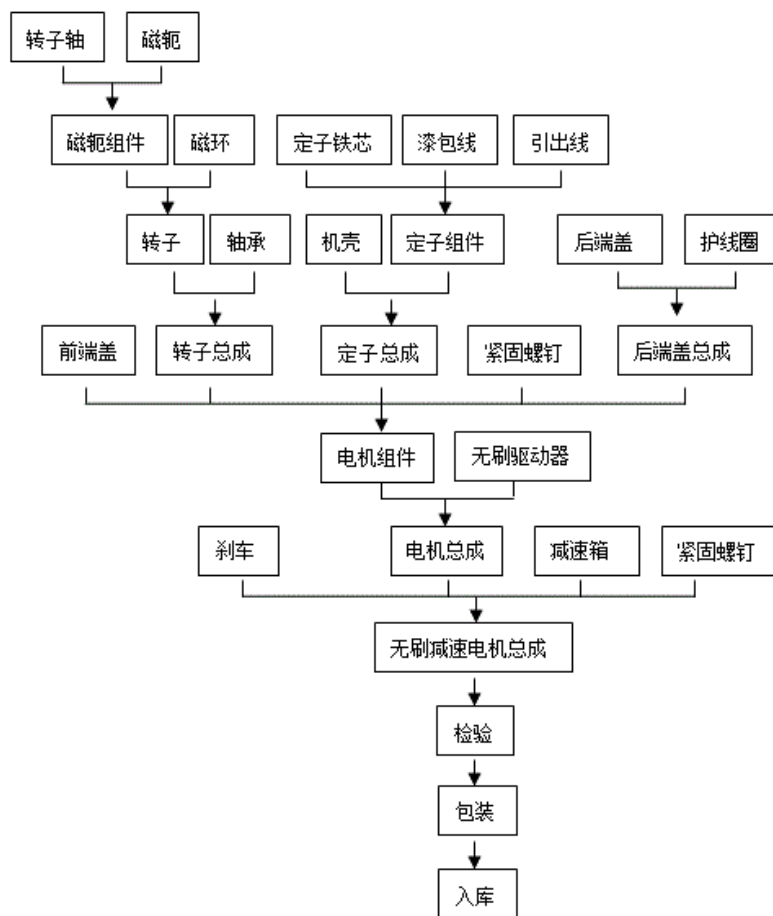 转子轴
磁轭
磁轭组件
磁环
定子铁芯
漆包线
引出线
转子
轴承
机壳
定子组件
后端盖
护线圈
前端盖
转子总成
定子总成
紧固螺钉
后端盖总成
电机组件
无刷驱动器
刹车
电机总成
减速箱
紧固螺钉
无刷减速电机总成
检验
包装
入库